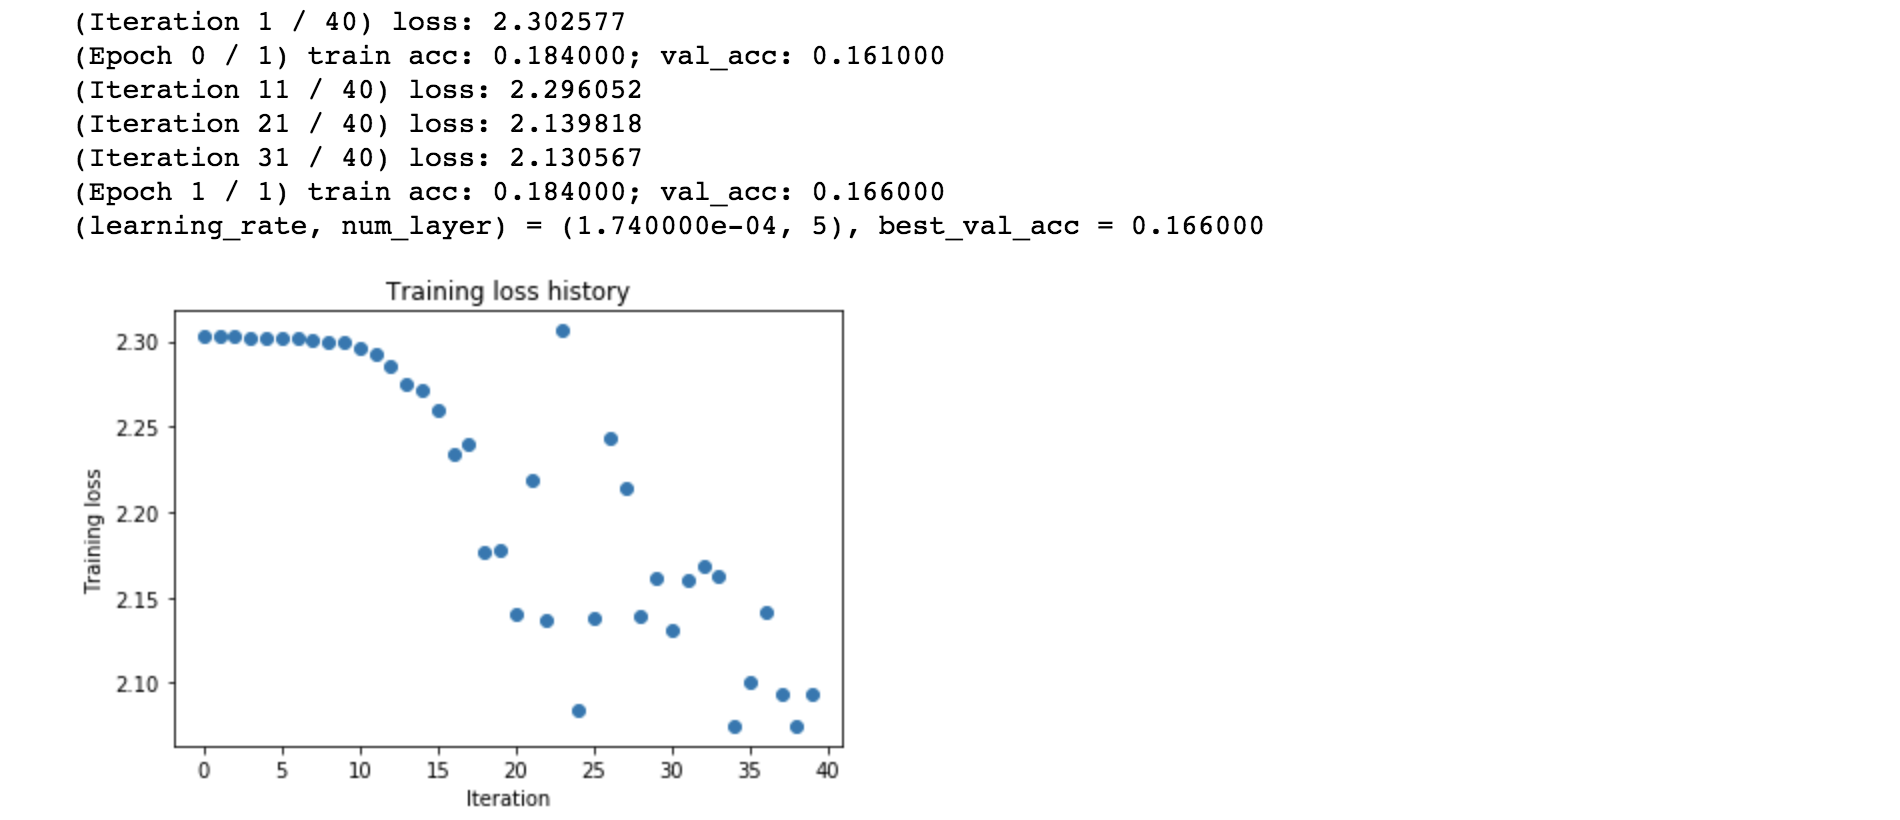 (Iteration 1 / 40) loss: 2.302577
(Epoch 0 / 1) train acc: 0.184000; val_acc: 0.161000
(Iteration 11 / 40) loss: 2.296052
(Iteration 21 / 40) loss: 2.139818
(Iteration 31 / 40) loss: 2.130567
(Epoch 1 / 1) train acc: 0.184000; val_acc: 0.166000
(learning_rate, num_layer) = (1.740000e-04, 5), best_val_acc = 0.166000
Training loss history
2.30
2.25
2.20
2.15
2.10
Training loss
0 5 10 15 20 25 30 35 40
Iteration